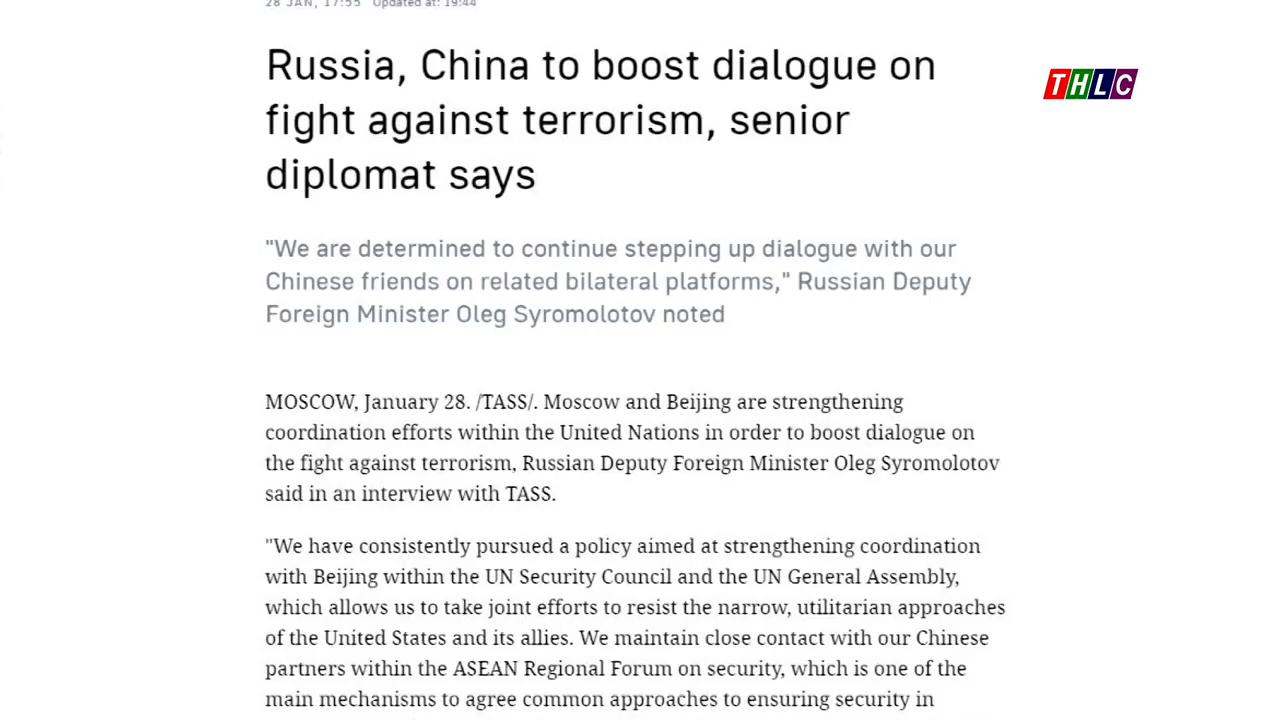 28 JAN, 17:55 Updated at: 19:44
Russia, China to boost dialogue on
THLC
fight against terrorism, senior
diplomat says
"We are determined to continue stepping up dialogue with our
Chinese friends on related bilateral platforms," Russian Deputy
Foreign Minister Oleg Syromolotov noted
MOSCOW, January 28. /TASS/. Moscow and Beijing are strengthening
coordination efforts within the United Nations in order to boost dialogue on
the fight against terrorism, Russian Deputy Foreign Minister Oleg Syromolotov
said in an interview with TASS.
"We have consistently pursued a policy aimed at strengthening coordination
with Beijing within the UN Security Council and the UN General Assembly,
which allows us to take joint efforts to resist the narrow, utilitarian approaches
of the United States and its allies. We maintain close contact with our Chinese
partners within the ASEAN Regional Forum on security, which is one of the
main mechanisms to agree common approaches to ensuring security in